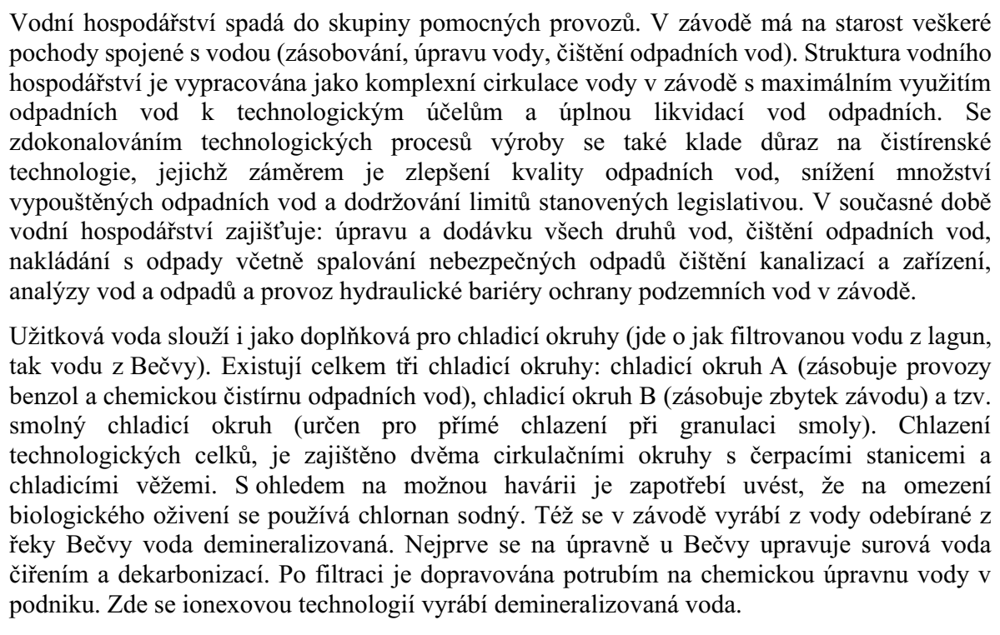 Vodní hospodářství spadá do skupiny pomocných provozů. V závodě má na starost veškeré
pochody spojené s vodou (zásobování, úpravu vody, čištění odpadních vod). Struktura vodního
hospodářství je vypracována jako komplexní cirkulace vody v závodě s maximálním využitím
odpadních vod k technologickým účelům a úplnou likvidací vod odpadních. Se
zdokonalováním technologických procesů výroby se také klade důraz na čistírenské
technologie, jejichž záměrem je zlepšení kvality odpadních vod, snížení množství
vypouštěných odpadních vod a dodržování limitů stanovených legislativou. V současné době
vodní hospodářství zajišťuje: úpravu a dodávku všech druhů vod, čištění odpadních vod,
nakládání s odpady včetně spalování nebezpečných odpadů čištění kanalizací a zařízení,
analýzy vod a odpadů a provoz hydraulické bariéry ochrany podzemních vod v závodě.
Užitková voda slouží i jako doplňková pro chladicí okruhy (jde o jak filtrovanou vodu z lagun,
tak vodu z Bečvy). Existují celkem tři chladicí okruhy: chladicí okruh A (zásobuje provozy
benzol a chemickou čistírnu odpadních vod), chladicí okruh B (zásobuje zbytek závodu) a tzv.
smolný chladicí okruh (určen pro přímé chlazení při granulaci smoly). Chlazení
technologických celků, je zajištěno dvěma cirkulačními okruhy s čerpacími stanicemi a
chladicími věžemi. S ohledem na možnou havárii je zapotřebí uvést, že na omezení
biologického oživení se používá chlornan sodný. Též se v závodě vyrábí z vody odebírané z
řeky Bečvy voda demineralizovaná. Nejprve se na úpravně u Bečvy upravuje surová voda
čiřením a dekarbonizací. Po filtraci je dopravována potrubím na chemickou úpravnu vody v
podniku. Zde se ionexovou technologií vyrábí demineralizovaná voda.